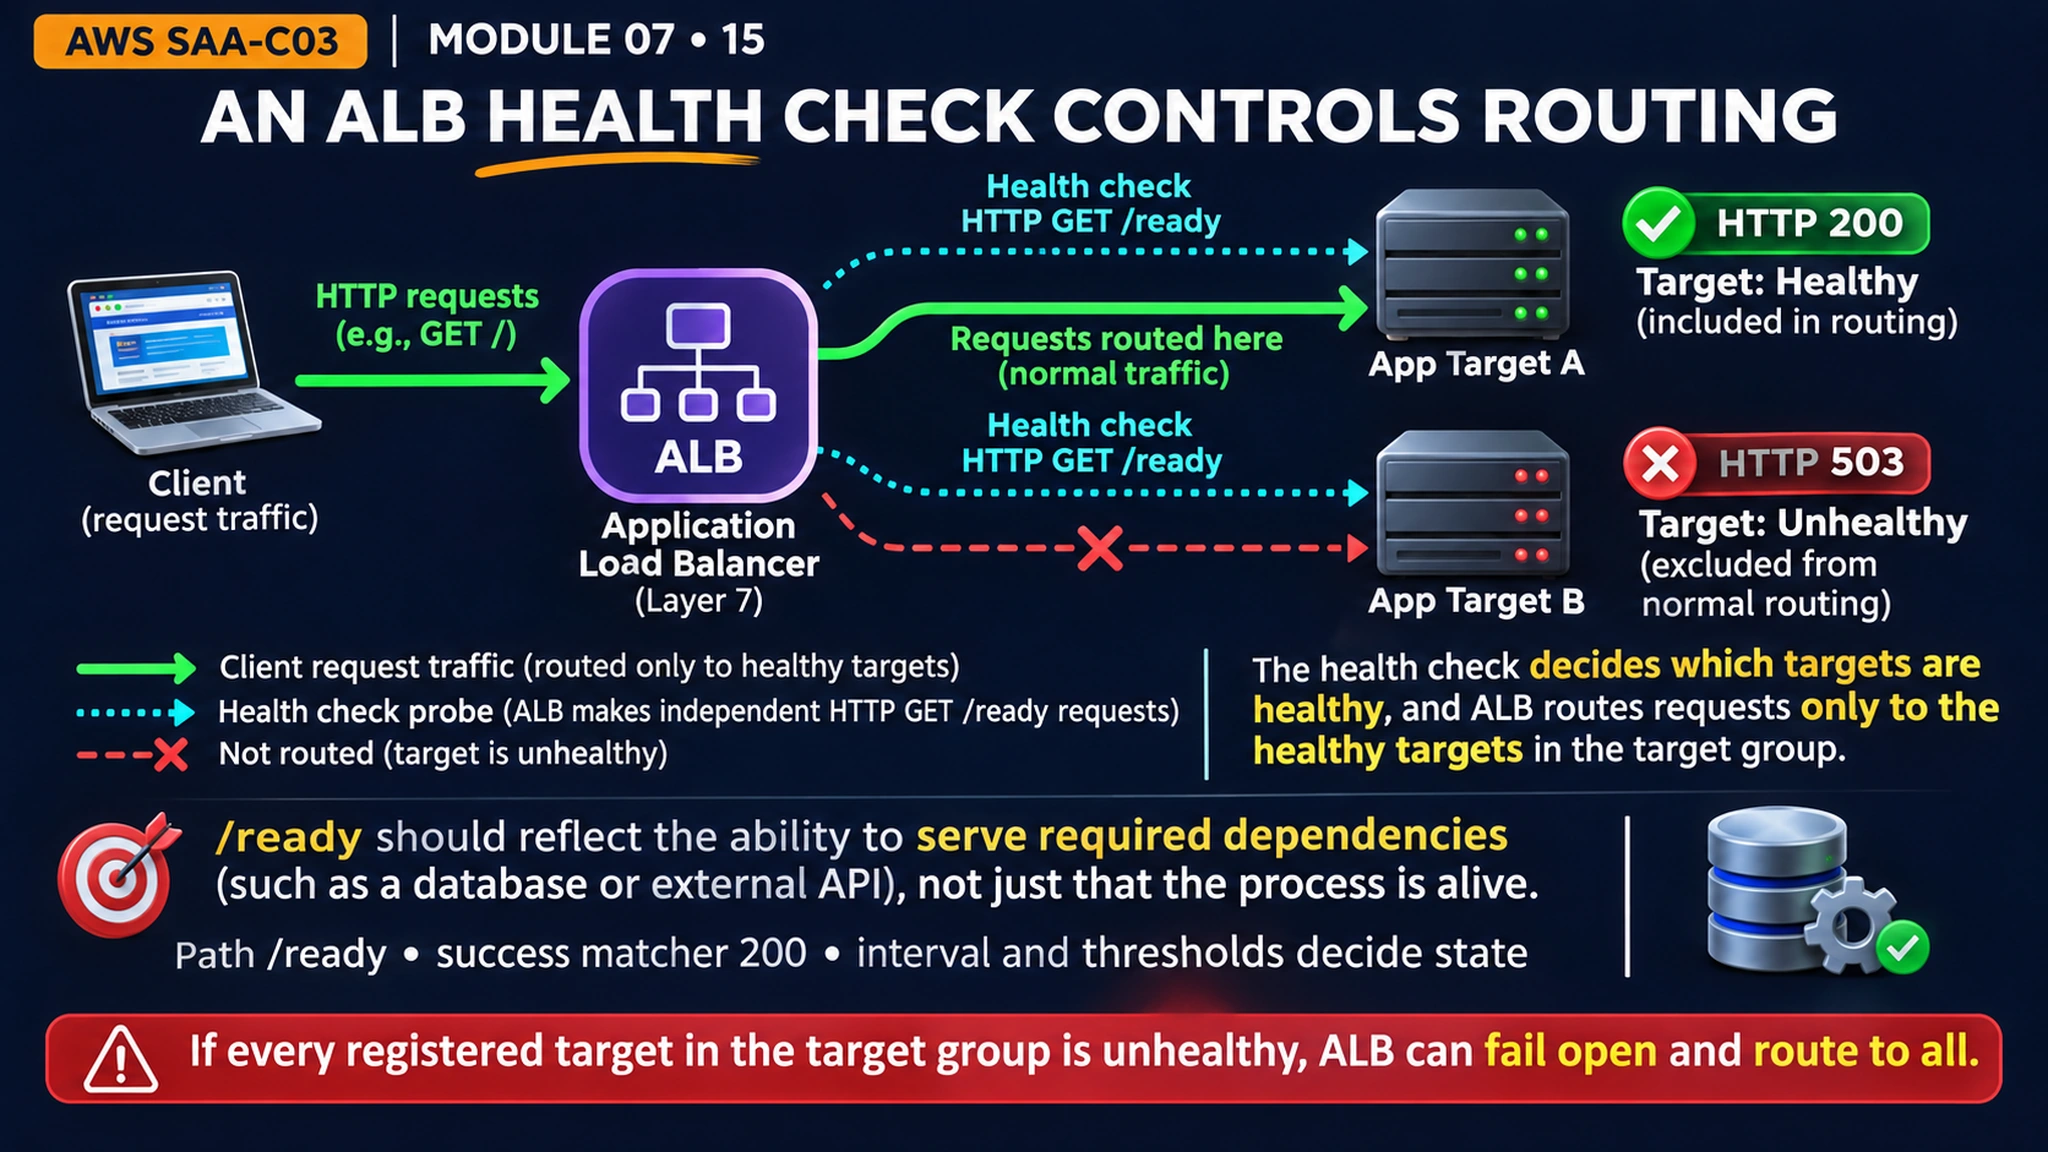 AWS SAA-C03
MODULE 07 • 15
AN ALB HEALTH CHECK CONTROLS ROUTING
Health check
HTTP GET /ready
HTTP 200
Target: Healthy
(included in routing)
HTTP requests
(e.g., GET /)
Requests routed here
(normal traffic)
App Target A
ALB
Health check
HTTP GET /ready
HTTP 503
Target: Unhealthy
(excluded from
normal routing)
Client
(request traffic)
Application
Load Balancer
(Layer 7)
App Target B
Client request traffic (routed only to healthy targets)
Health check probe (ALB makes independent HTTP GET /ready requests)
Not routed (target is unhealthy)
The health check decides which targets are
healthy, and ALB routes requests only to the
healthy targets in the target group.
/ready should reflect the ability to serve required dependencies
(such as a database or external API), not just that the process is alive.
Path /ready • success matcher 200 • interval and thresholds decide state
If every registered target in the target group is unhealthy, ALB can fail open and route to all.